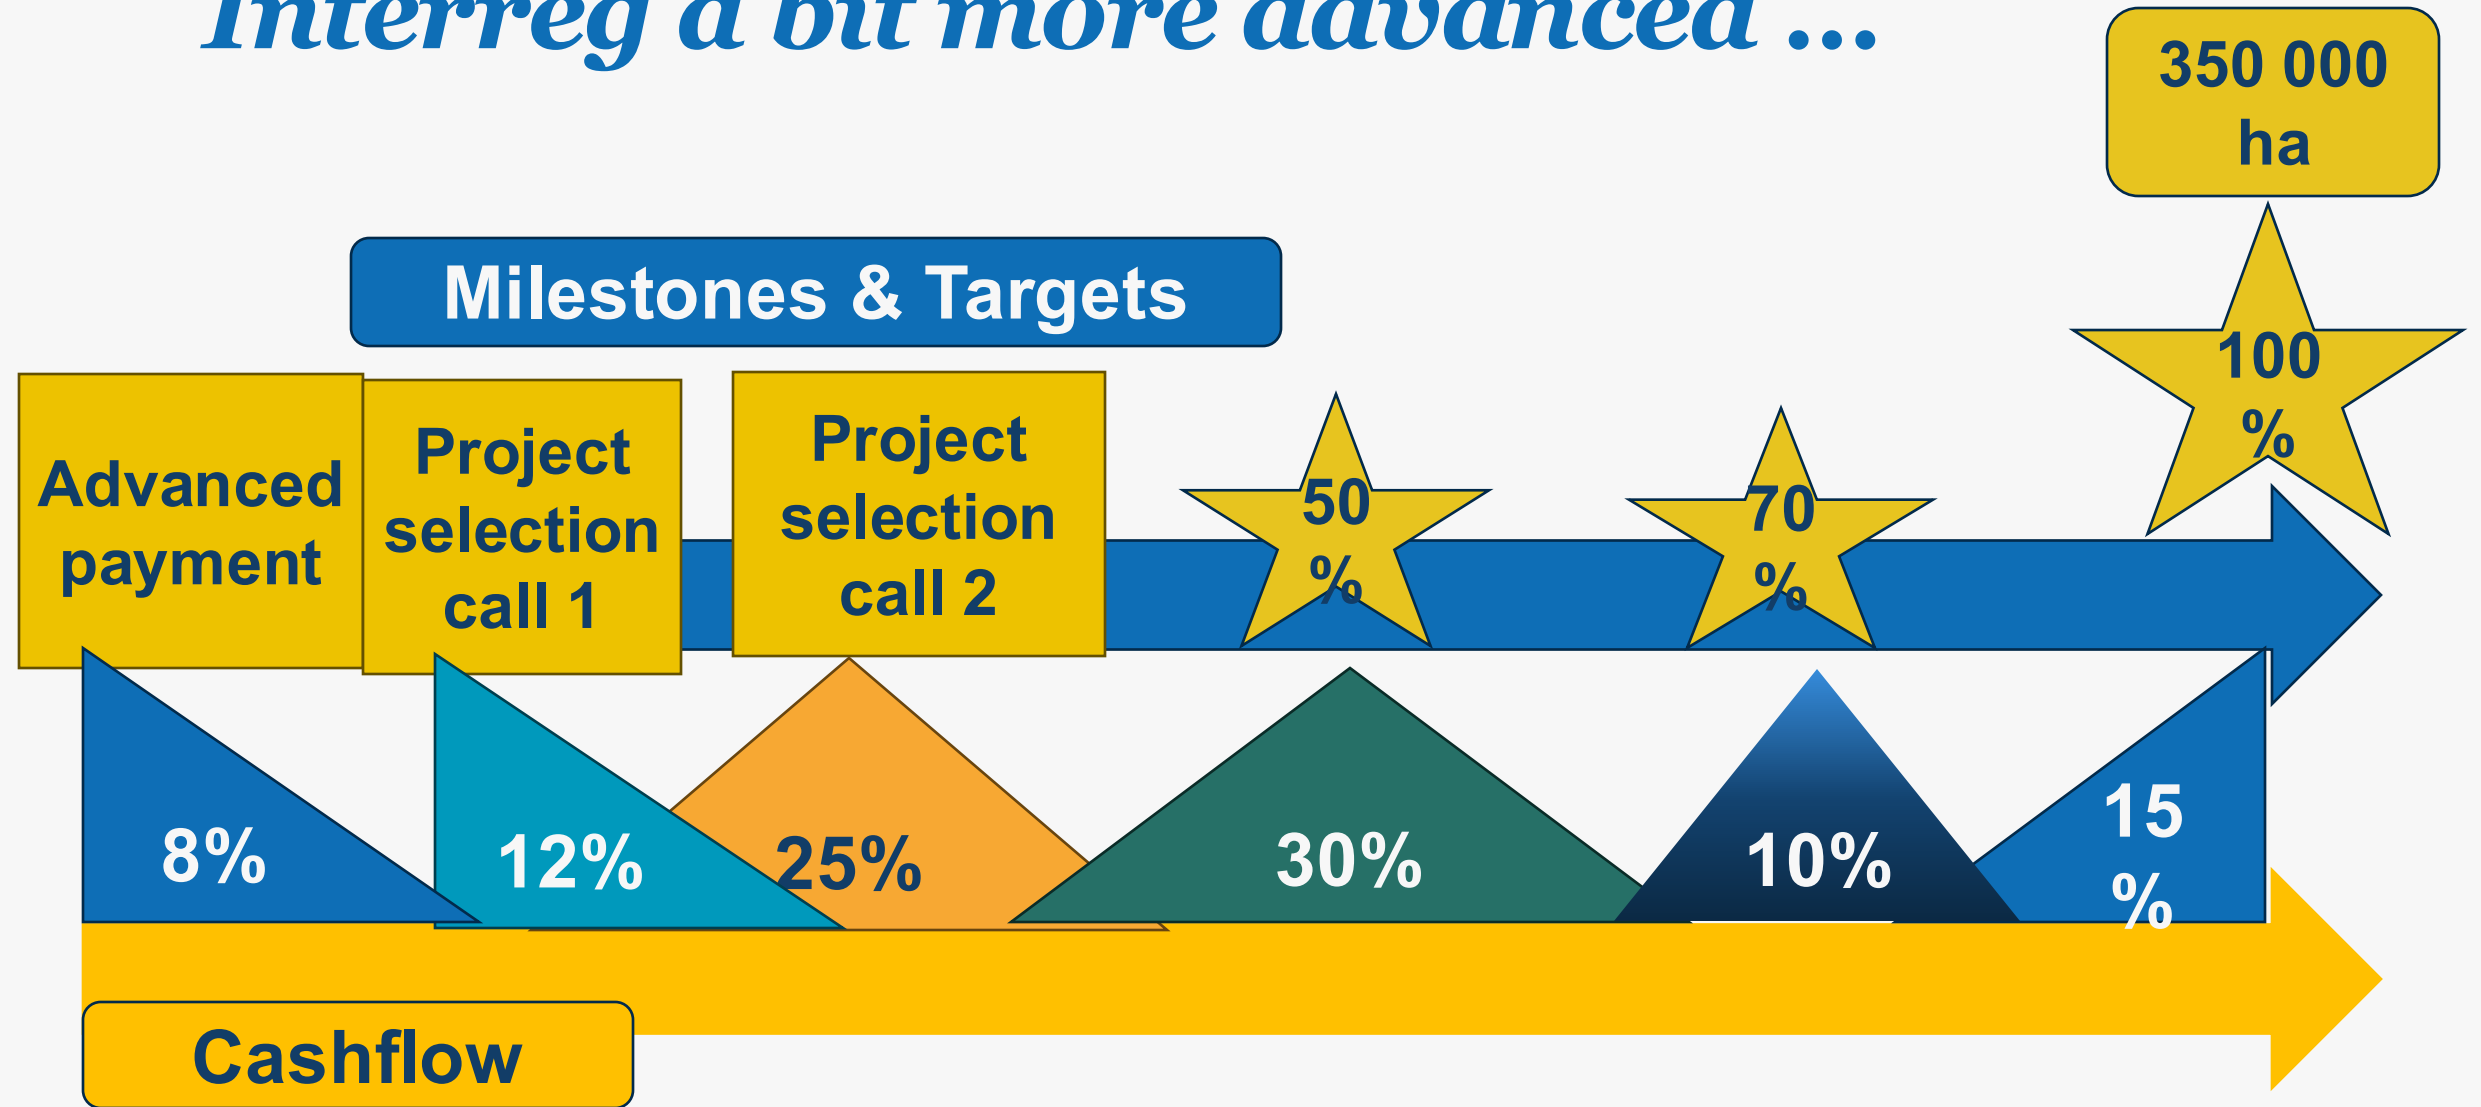 Interreg a bit more advanced ...
350 000
ha
Milestones & Targets
Advanced
payment
Project
selection
call 1
Project
selection
call 2
50
%
70
%
100
%
8%
12%
25%
30%
10%
15
%
Cashflow